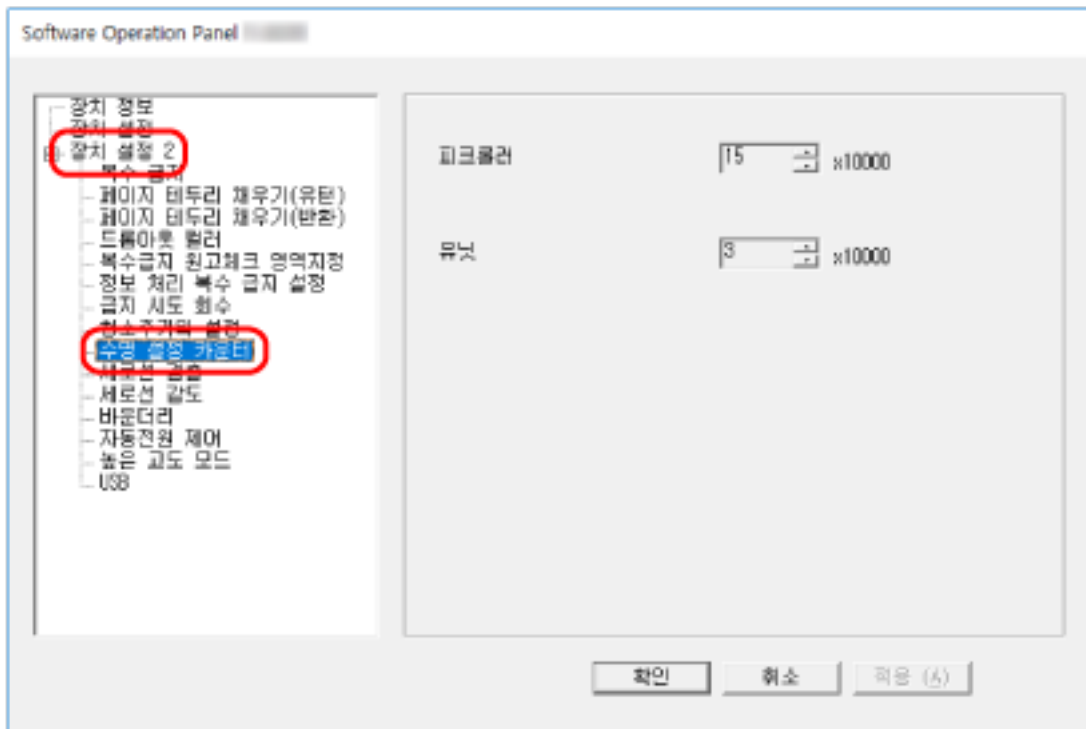 Software Operation Panel
장치 정보
장치 설정
장치 설정 2
복수 급지
페이지 테두리 채우기(유턴)
페이지 테두리 채우기(반환)
드롭아웃 컬러
복수급지 원고체크 영역지정
정보 처리 복수 급지 설정
급지 시도 회수
청소주기의 설정
수명 설정 카운터
세로선 검출
세로선 감도
바운더리
자동전원 제어
높은 고도 모드
USB
피크롤러 15 x10000
뮤닛 3 x10000
확인 취소 적용 (A)